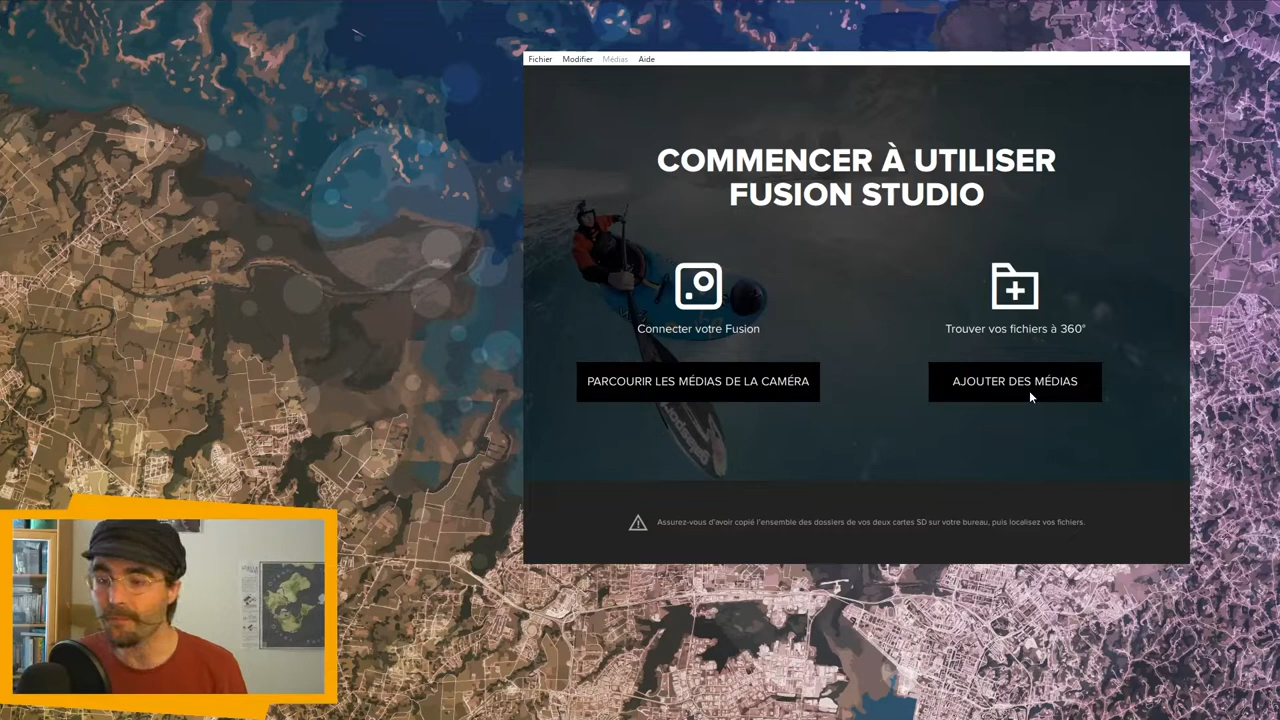 Fichier Modifier Médias Aide
COMMENCER À UTILISER
FUSION STUDIO
Connecter votre Fusion
Trouver vos fichiers à 360°
PARCOURIR LES MÉDIAS DE LA CAMÉRA
AJOUTER DES MÉDIAS
Assurez-vous d'avoir copié l'ensemble des dossiers de vos deux cartes SD sur votre bureau, puis localisez vos fichiers.